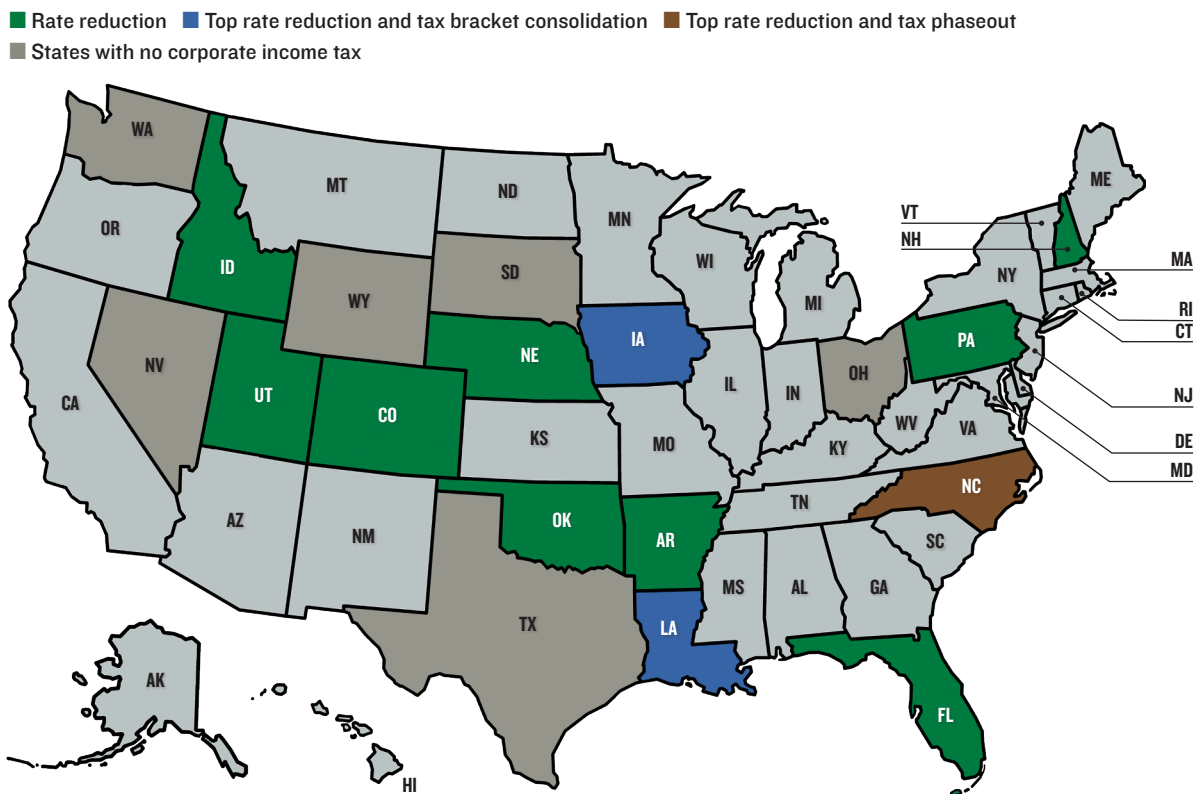 Rate reduction Top rate reduction and tax bracket consolidation Top rate reduction and tax phaseout
States with no corporate income tax
WA
MT
ND
MN
ME
OR
ID
WY
SD
WI
MI
NY
VT
NH
MA
RI
CT
NV
UT
CO
NE
IA
IL
IN
OH
PA
NJ
DE
MD
CA
KS
MO
KY
WV
VA
AZ
NM
OK
AR
TN
NC
SC
TX
LA
MS
AL
GA
FL
AK
HI